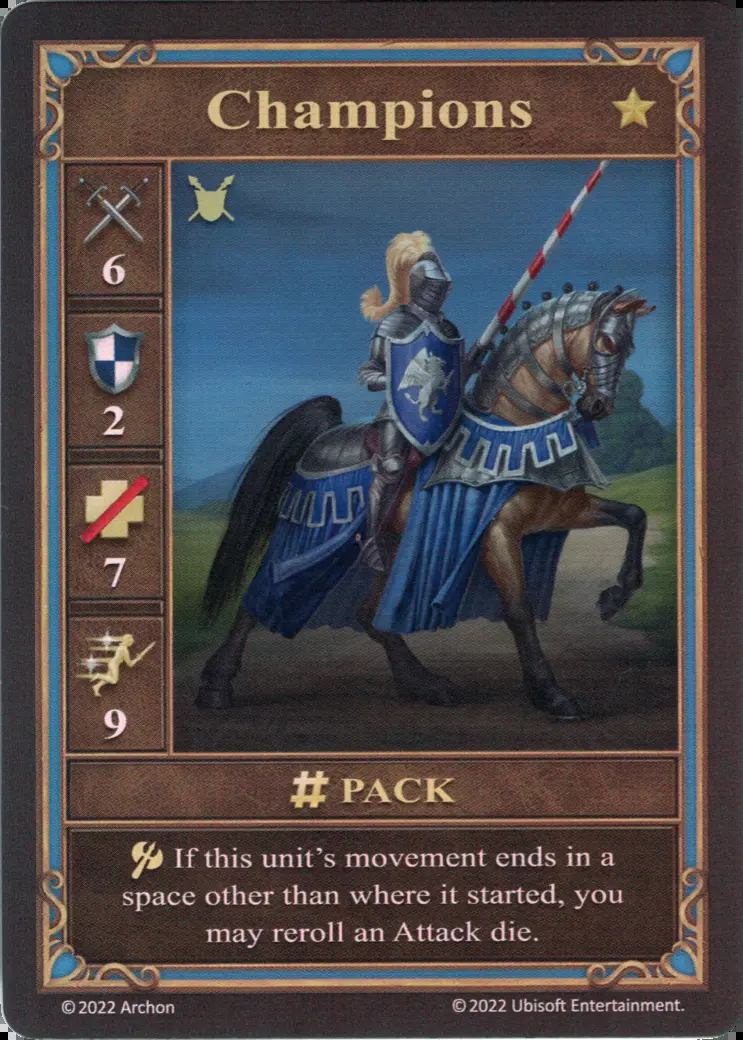 Champions
6
2
7
9
# PACK
If this unit's movement ends in a
space other than where it started, you
may reroll an Attack die.
© 2022 Archon
© 2022 Ubisoft Entertainment.